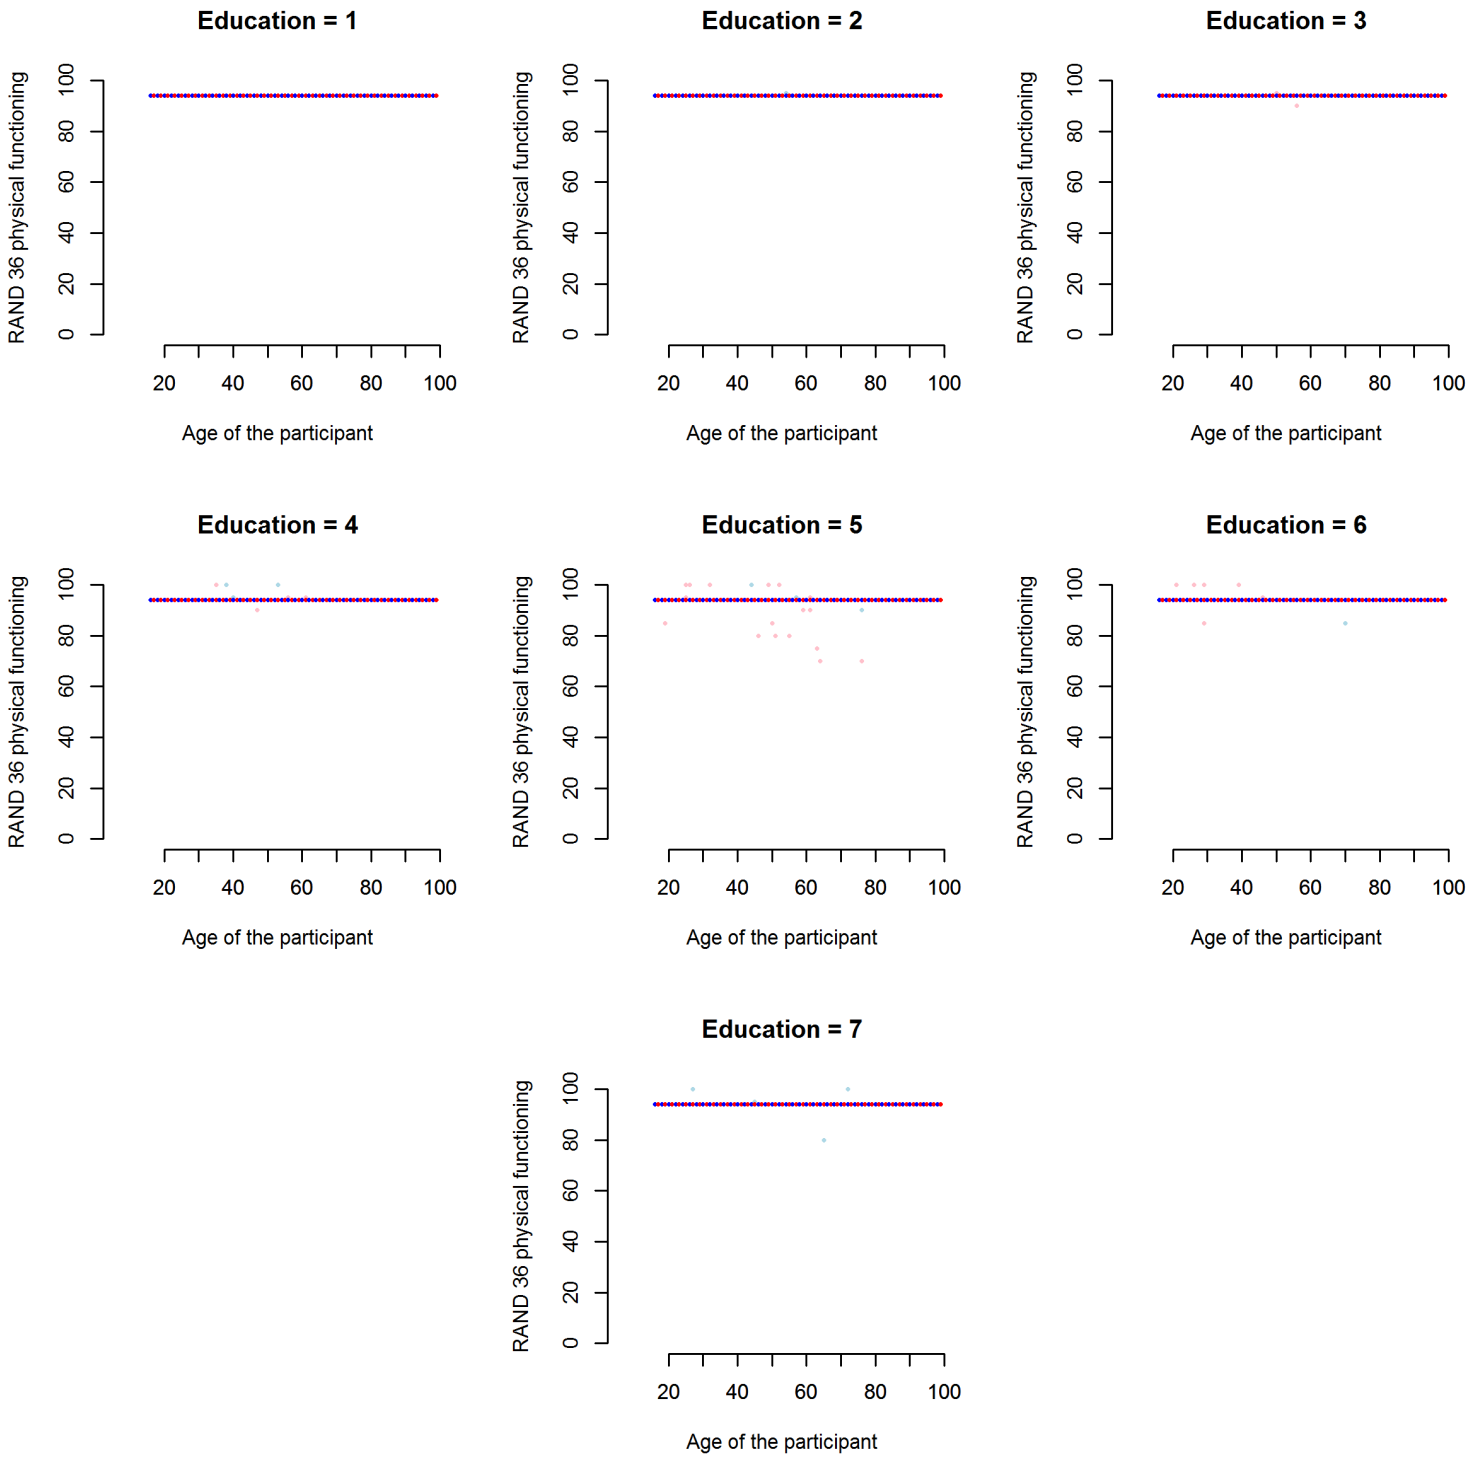 Education = 1
RAND 36 physical functioning
0 20 40 60 80 100
20 40 60 80 100
Age of the participant
Education = 2
RAND 36 physical functioning
0 20 40 60 80 100
20 40 60 80 100
Age of the participant
Education = 3
RAND 36 physical functioning
0 20 40 60 80 100
20 40 60 80 100
Age of the participant
Education = 4
RAND 36 physical functioning
0 20 40 60 80 100
20 40 60 80 100
Age of the participant
Education = 5
RAND 36 physical functioning
0 20 40 60 80 100
20 40 60 80 100
Age of the participant
Education = 6
RAND 36 physical functioning
0 20 40 60 80 100
20 40 60 80 100
Age of the participant
Education = 7
RAND 36 physical functioning
0 20 40 60 80 100
20 40 60 80 100
Age of the participant